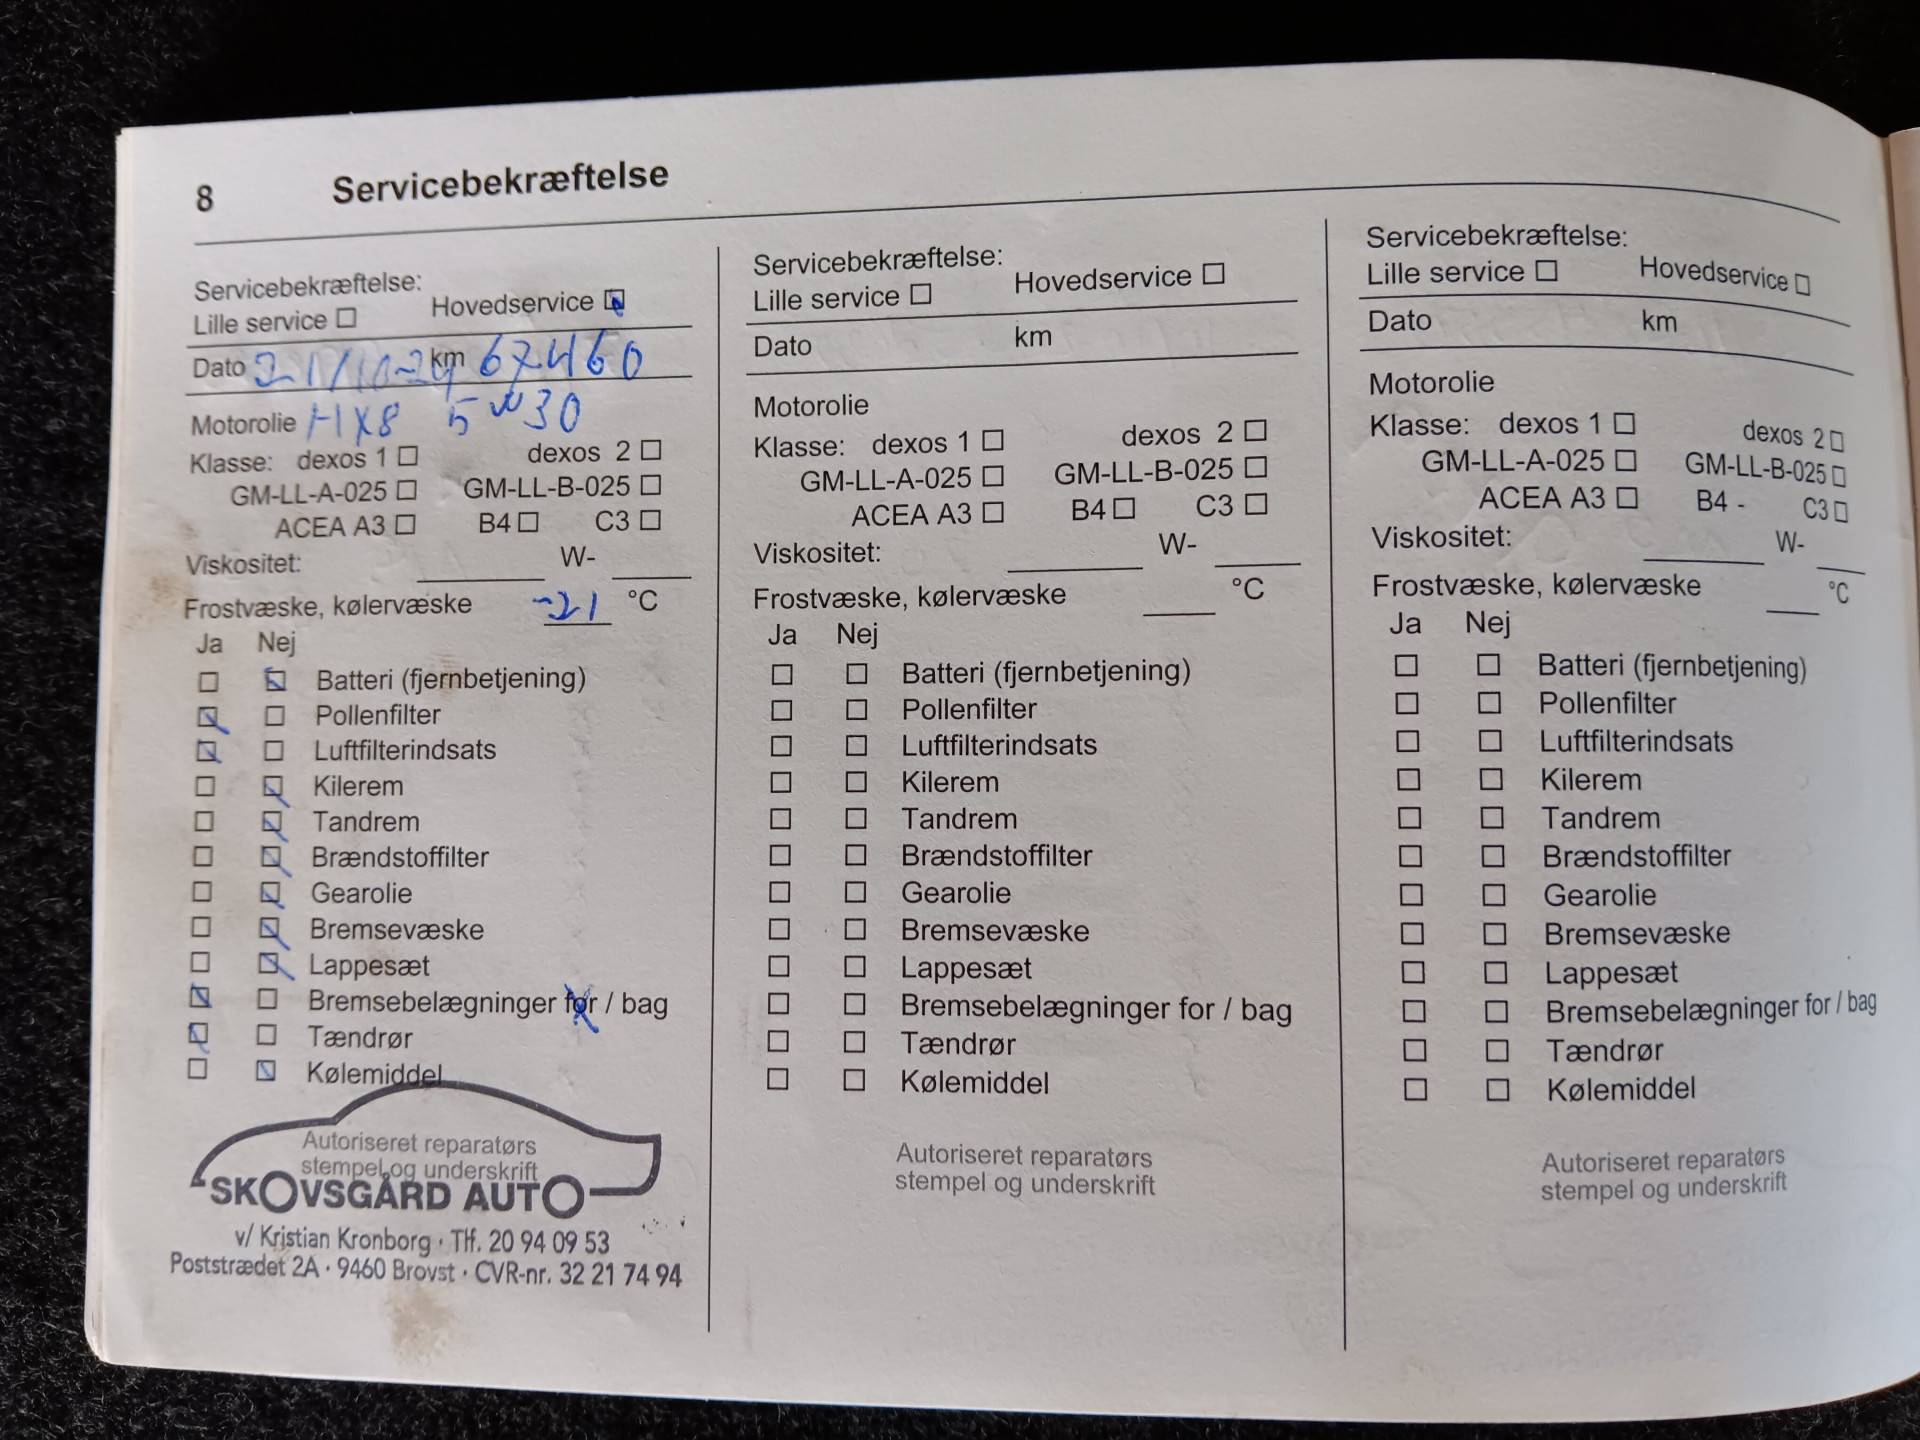 8 Servicebekræftelse
Servicebekræftelse:
Lille service ☐ Hovedservice ☑
Dato 21/10-24 km 67460
Motorolie HX8 5W30
Klasse: dexos 1 ☐ dexos 2 ☐
GM-LL-A-025 ☐ GM-LL-B-025 ☐
ACEA A3 ☐ B4 ☐ C3 ☐
Viskositet: W-
Frostvæske, kølervæske -21 °C
Ja Nej
☐ ☑ Batteri (fjernbetjening)
☑ ☐ Pollenfilter
☑ ☐ Luftfilterindsats
☐ ☑ Kilerem
☐ ☑ Tandrem
☐ ☑ Brændstoffilter
☐ ☑ Gearolie
☐ ☑ Bremsevæske
☐ ☑ Lappesæt
☑ ☐ Bremsebelægninger for / bag
☑ ☐ Tændrør
☐ ☑ Kølemiddel
Autoriseret reparatørs
stempel og underskrift
SKOVSGÅRD AUTO
v/ Kristian Kronborg · Tlf. 20 94 09 53
Poststrædet 2A · 9460 Brovst · CVR-nr. 32 21 74 94
Servicebekræftelse:
Lille service ☐ Hovedservice ☐
Dato km
Motorolie
Klasse: dexos 1 ☐ dexos 2 ☐
GM-LL-A-025 ☐ GM-LL-B-025 ☐
ACEA A3 ☐ B4 ☐ C3 ☐
Viskositet: W-
Frostvæske, kølervæske °C
Ja Nej
☐ ☐ Batteri (fjernbetjening)
☐ ☐ Pollenfilter
☐ ☐ Luftfilterindsats
☐ ☐ Kilerem
☐ ☐ Tandrem
☐ ☐ Brændstoffilter
☐ ☐ Gearolie
☐ ☐ Bremsevæske
☐ ☐ Lappesæt
☐ ☐ Bremsebelægninger for / bag
☐ ☐ Tændrør
☐ ☐ Kølemiddel
Autoriseret reparatørs
stempel og underskrift
Servicebekræftelse:
Lille service ☐ Hovedservice ☐
Dato km
Motorolie
Klasse: dexos 1 ☐ dexos 2 ☐
GM-LL-A-025 ☐ GM-LL-B-025 ☐
ACEA A3 ☐ B4 - C3 ☐
Viskositet: W-
Frostvæske, kølervæske °C
Ja Nej
☐ ☐ Batteri (fjernbetjening)
☐ ☐ Pollenfilter
☐ ☐ Luftfilterindsats
☐ ☐ Kilerem
☐ ☐ Tandrem
☐ ☐ Brændstoffilter
☐ ☐ Gearolie
☐ ☐ Bremsevæske
☐ ☐ Lappesæt
☐ ☐ Bremsebelægninger for / bag
☐ ☐ Tændrør
☐ ☐ Kølemiddel
Autoriseret reparatørs
stempel og underskrift